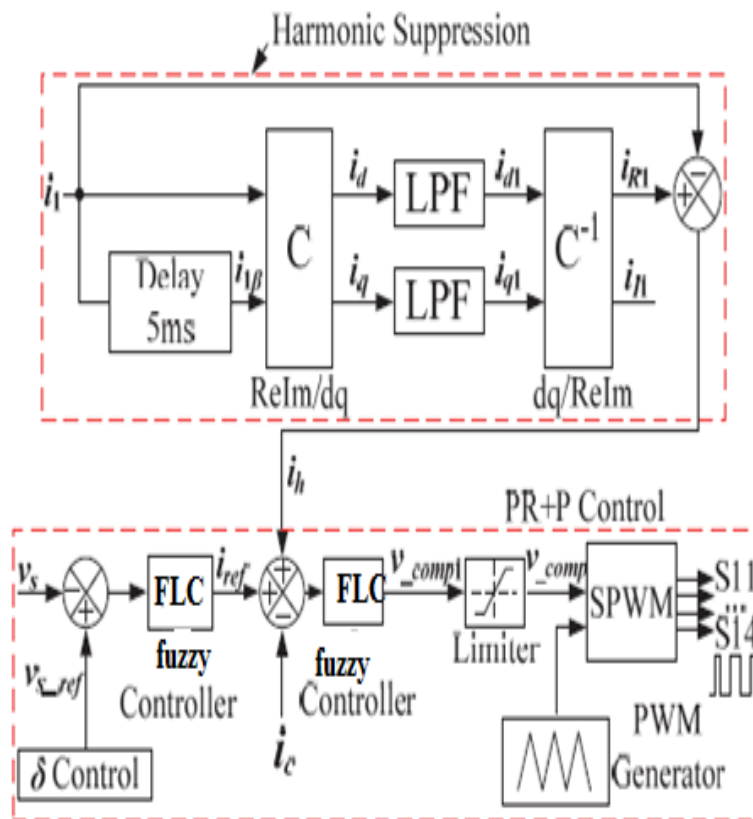 Harmonic Suppression
i1
Delay
5ms
i1β
C
ReIm/dq
id
iq
LPF
LPF
id1
iq1
C-1
dq/ReIm
iR1
iI1
+ −
ih
PR+P Control
vs
− +
vs_ref
δ Control
FLC
fuzzy
Controller
iref
+ + −
ic
FLC
fuzzy
Controller
v_comp1
Limiter
v_comp
SPWM
S11
...
S14
PWM
Generator